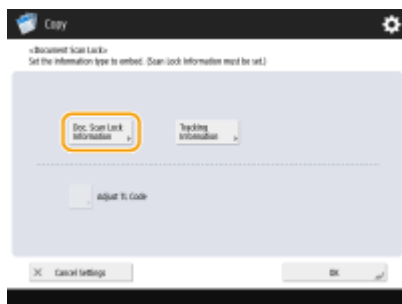 Copy
<Document Scan Lock>
Set the information type to embed. (Scan Lock Information must be set.)
Doc. Scan Lock
Information
Tracking
Information
Adjust TL Code
Cancel Settings
OK